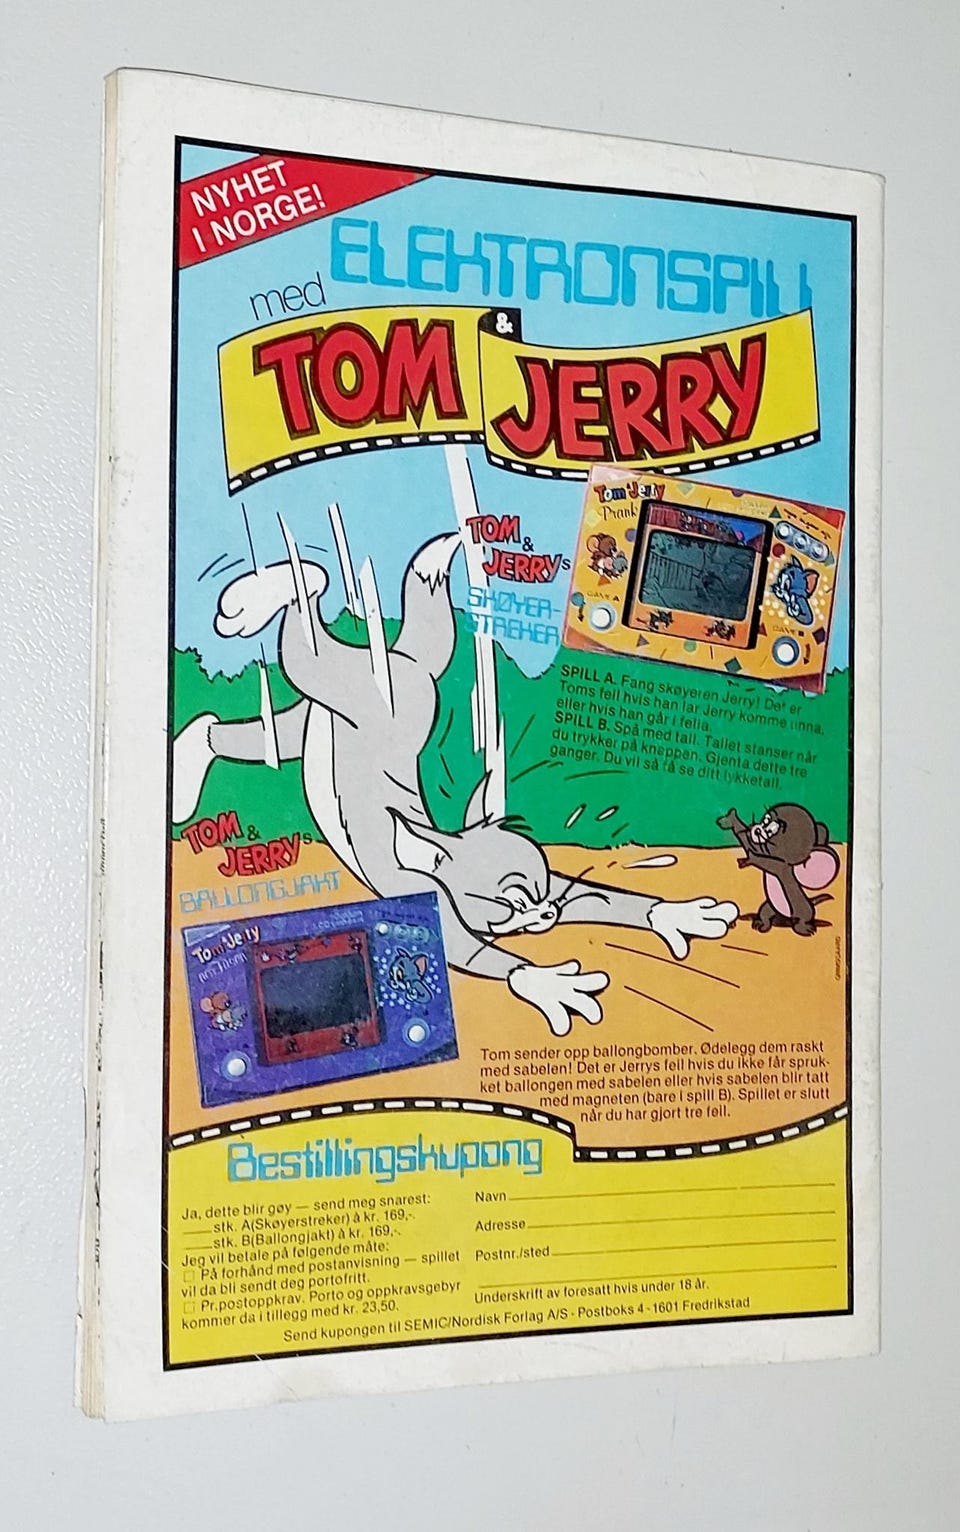 NYHET
I NORGE!
ELEKTRONSPILL
med
TOM & JERRY
Tom & Jerry
Prank
GAME A
GAME B
TOM &
JERRYs
SKØYER-
STREKER
SPILL A. Fang skøyeren Jerry! Det er
Toms feil hvis han lar Jerry komme unna,
eller hvis han går i fella.
SPILL B. Spå med tall. Tallet stanser når
du trykker på knappen. Gjenta dette tre
ganger. Du vil så få se ditt lykketall.
TOM &
JERRYs
BALLONGJAKT
Tom & Jerry
Tom sender opp ballongbomber. Ødelegg dem raskt
med sabelen! Det er Jerrys feil hvis du ikke får spruk-
ket ballongen med sabelen eller hvis sabelen blir tatt
med magneten (bare i spill B). Spillet er slutt
når du har gjort tre feil.
Bestillingskupong
Ja, dette blir gøy — send meg snarest:
stk. A(Skøyerstreker) à kr. 169,-.
stk. B(Ballongjakt) à kr. 169,-.
Jeg vil betale på følgende måte:
På forhånd med postanvisning — spillet
vil da bli sendt deg portofritt.
Pr.postoppkrav. Porto og oppkravsgebyr
kommer da i tillegg med kr. 23,50.
Navn
Adresse
Postnr./sted
Underskrift av foresatt hvis under 18 år.
Send kupongen til SEMIC/Nordisk Forlag A/S - Postboks 4 - 1601 Fredrikstad